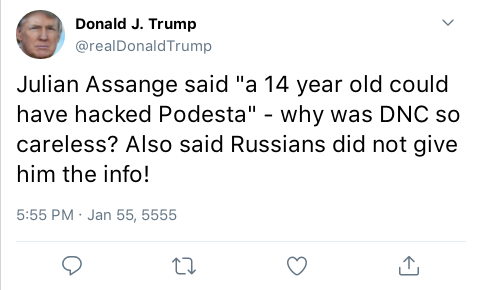 Donald J. Trump
@realDonaldTrump
Julian Assange said "a 14 year old could
have hacked Podesta" - why was DNC so
careless? Also said Russians did not give
him the info!
5:55 PM · Jan 55, 5555